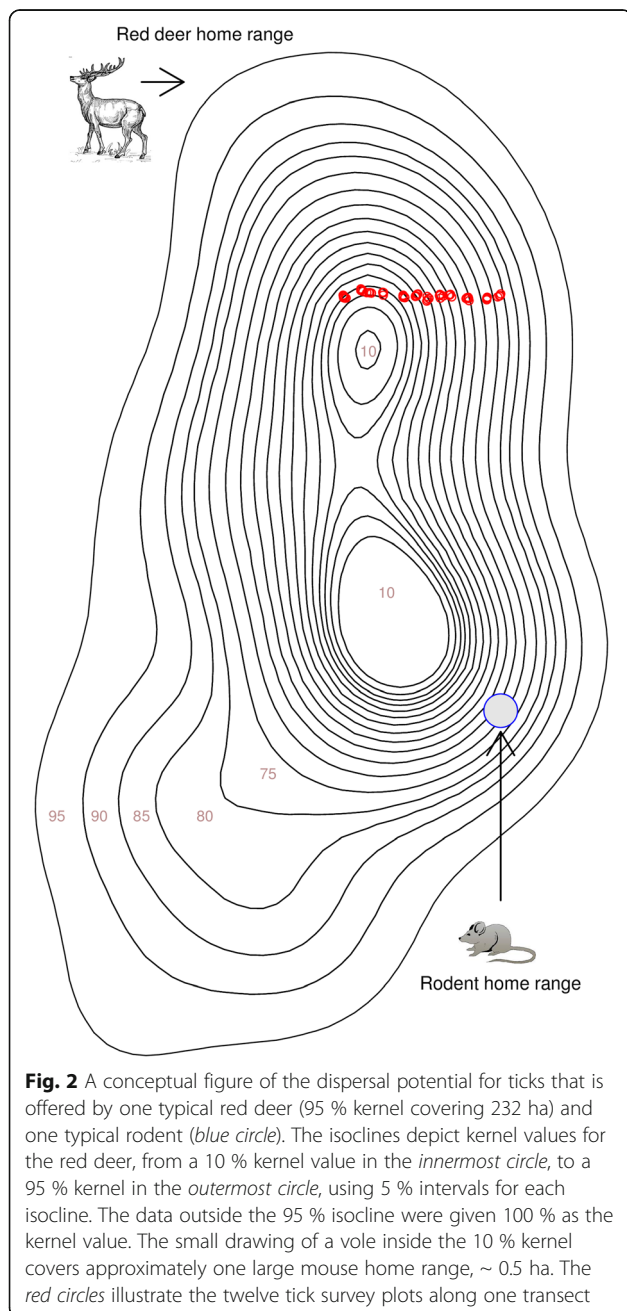 Red deer home range
10
10
75
95 90 85 80
Rodent home range
Fig. 2 A conceptual figure of the dispersal potential for ticks that is
offered by one typical red deer (95 % kernel covering 232 ha) and
one typical rodent (blue circle). The isoclines depict kernel values for
the red deer, from a 10 % kernel value in the innermost circle, to a
95 % kernel in the outermost circle, using 5 % intervals for each
isocline. The data outside the 95 % isocline were given 100 % as the
kernel value. The small drawing of a vole inside the 10 % kernel
covers approximately one large mouse home range, ~ 0.5 ha. The
red circles illustrate the twelve tick survey plots along one transect